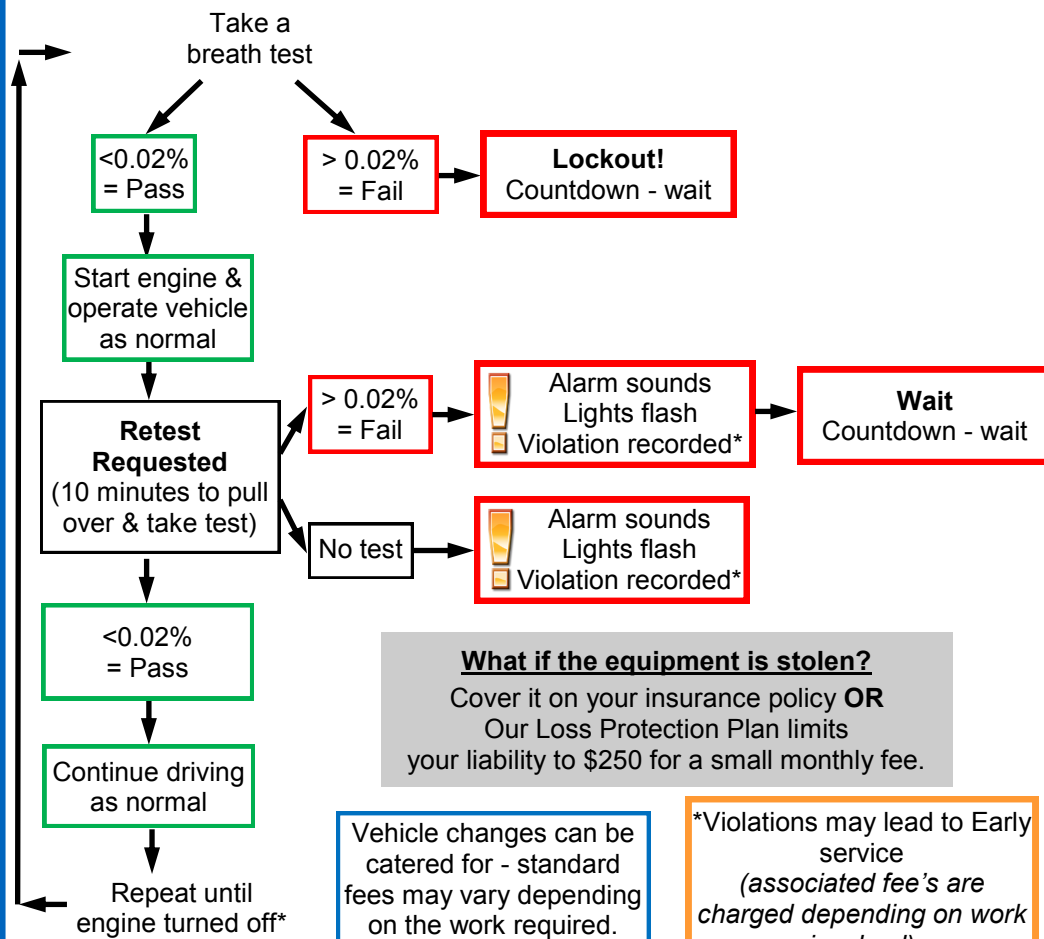 Take a
breath test
<0.02%
= Pass
> 0.02%
= Fail
Lockout!
Countdown - wait
Start engine &
operate vehicle
as normal
Retest
Requested
(10 minutes to pull
over & take test)
> 0.02%
= Fail
Alarm sounds
Lights flash
Violation recorded*
Wait
Countdown - wait
No test
Alarm sounds
Lights flash
Violation recorded*
<0.02%
= Pass
Continue driving
as normal
Repeat until
engine turned off*
What if the equipment is stolen?
Cover it on your insurance policy OR
Our Loss Protection Plan limits
your liability to $250 for a small monthly fee.
Vehicle changes can be
catered for - standard
fees may vary depending
on the work required.
*Violations may lead to Early
service
(associated fee's are
charged depending on work